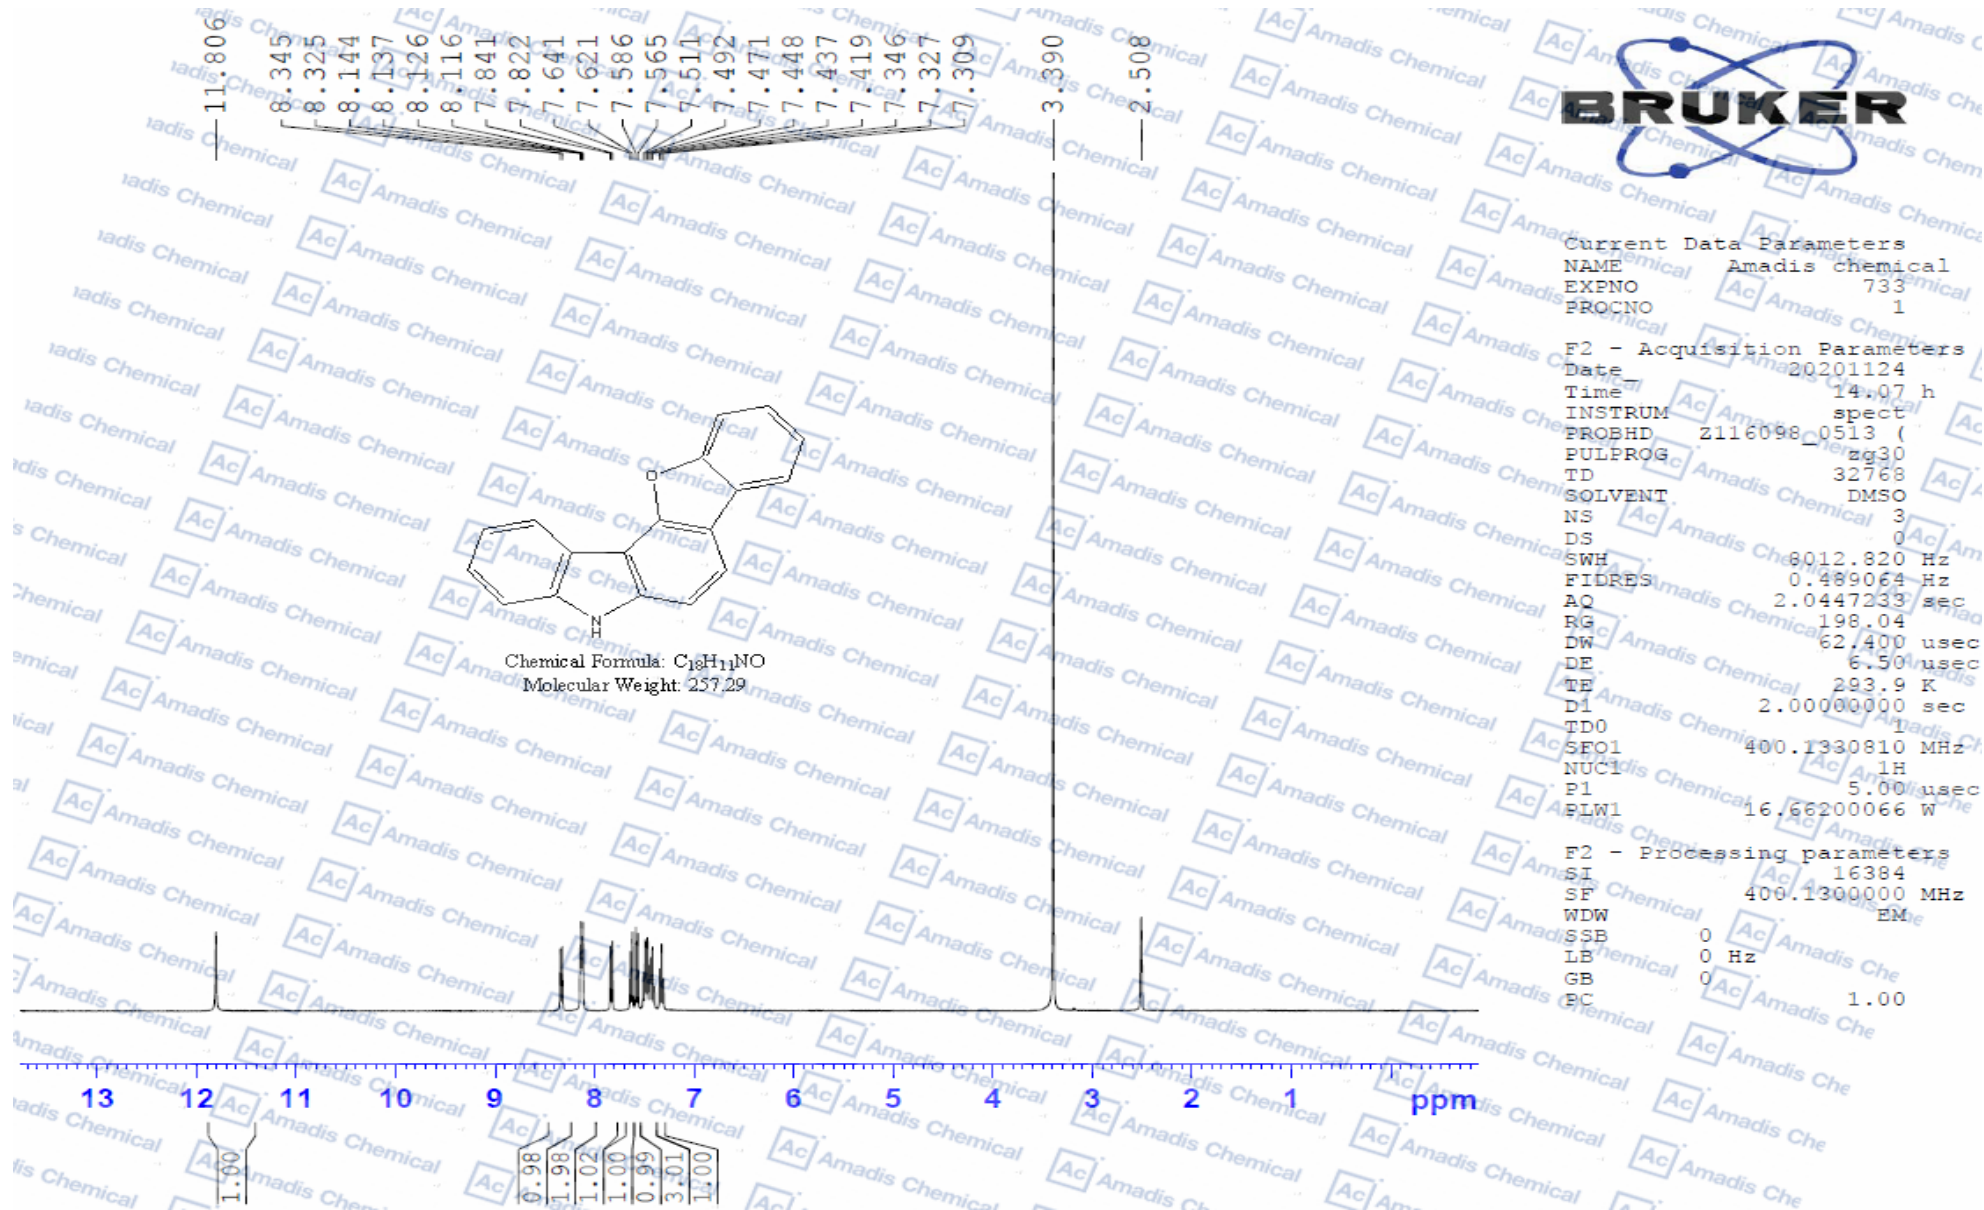 11.806
8.345
8.325
8.144
8.137
8.126
8.116
7.841
7.822
7.641
7.621
7.586
7.565
7.511
7.492
7.471
7.448
7.437
7.419
7.346
7.327
7.309
3.390
2.508
BRUKER
Current Data Parameters
NAME Amadis chemical
EXPNO 733
PROCNO 1
F2 - Acquisition Parameters
Date_ 20201124
Time 14.07 h
INSTRUM spect
PROBHD Z116098_0513 (
PULPROG zg30
TD 32768
SOLVENT DMSO
NS 3
DS 0
SWH 8012.820 Hz
FIDRES 0.489064 Hz
AQ 2.0447233 sec
RG 198.04
DW 62.400 usec
DE 6.50 usec
TE 293.9 K
D1 2.00000000 sec
TD0 1
SFO1 400.1330810 MHz
NUC1 1H
P1 5.00 usec
PLW1 16.66200066 W
F2 - Processing parameters
SI 16384
SF 400.1300000 MHz
WDW EM
SSB 0
LB 0 Hz
GB 0
PC 1.00
O
N
H
Chemical Formula: C₁₈H₁₁NO
Molecular Weight: 257.29
13 12 11 10 9 8 7 6 5 4 3 2 1 ppm
1.00
0.98
1.98
1.02
1.00
0.99
3.01
1.00
Ac Amadis Chemical